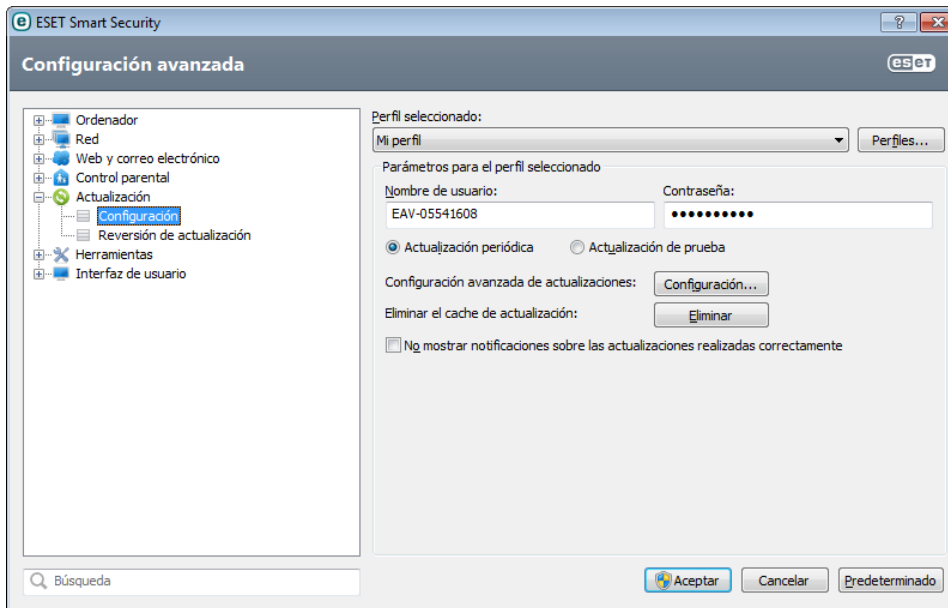 ESET Smart Security
Configuración avanzada
eset
Ordenador
Red
Web y correo electrónico
Control parental
Actualización
Configuración
Reversión de actualización
Herramientas
Interfaz de usuario
Búsqueda
Perfil seleccionado:
Mi perfil
Perfiles...
Parámetros para el perfil seleccionado
Nombre de usuario:
Contraseña:
EAV-05541608
••••••••••
Actualización periódica
Actualización de prueba
Configuración avanzada de actualizaciones:
Configuración...
Eliminar el cache de actualización:
Eliminar
No mostrar notificaciones sobre las actualizaciones realizadas correctamente
Aceptar
Cancelar
Predeterminado